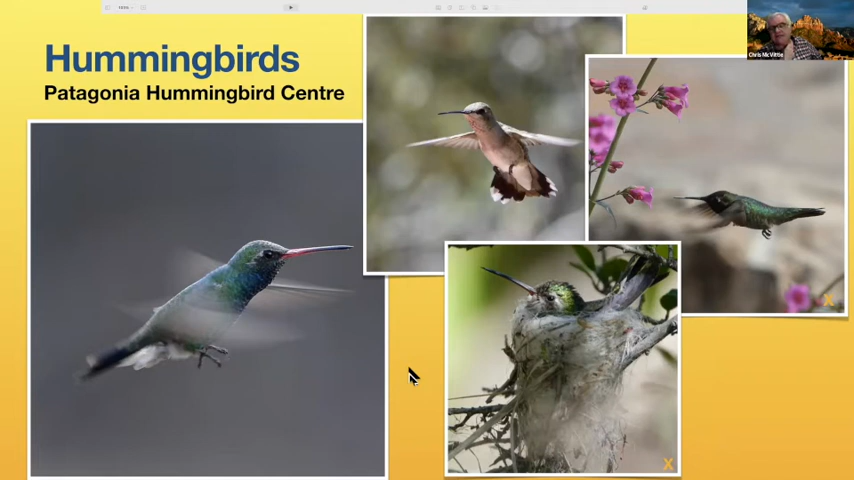 Hummingbirds
Patagonia Hummingbird Centre
Chris McVittie
X
X